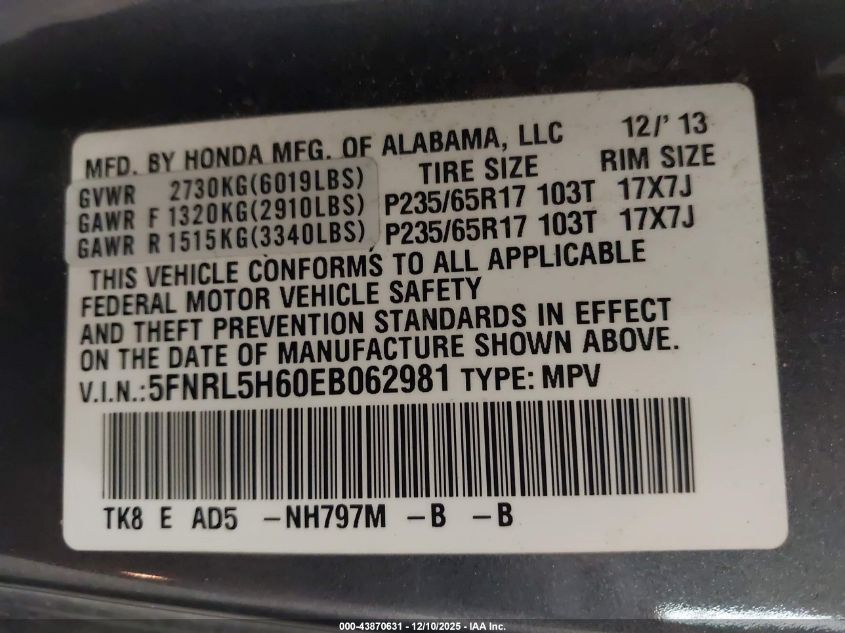 MFD. BY HONDA MFG. OF ALABAMA, LLC 12/' 13
GVWR 2730KG(6019LBS) TIRE SIZE RIM SIZE
GAWR F 1320KG(2910LBS) P235/65R17 103T 17X7J
GAWR R 1515KG(3340LBS) P235/65R17 103T 17X7J
THIS VEHICLE CONFORMS TO ALL APPLICABLE
FEDERAL MOTOR VEHICLE SAFETY
AND THEFT PREVENTION STANDARDS IN EFFECT
ON THE DATE OF MANUFACTURE SHOWN ABOVE.
V.I.N.:5FNRL5H60EB062981 TYPE: MPV
TK8 E AD5 -NH797M -B -B
000-43870631 - 12/10/2025 - IAA Inc.